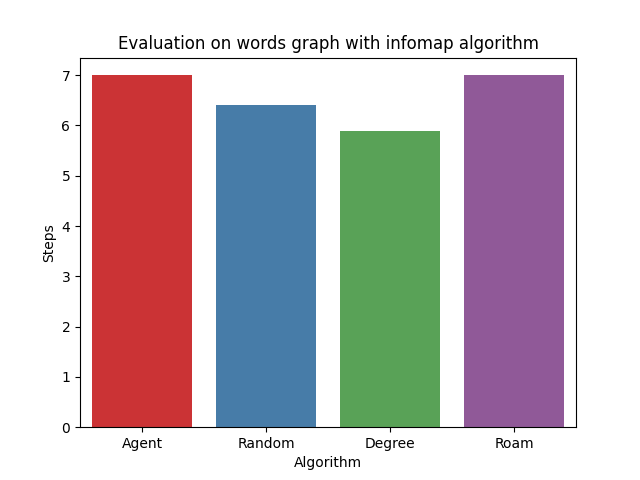 Evaluation on words graph with infomap algorithm
7
6
5
4
3
2
1
0
Steps
Agent Random Degree Roam
Algorithm